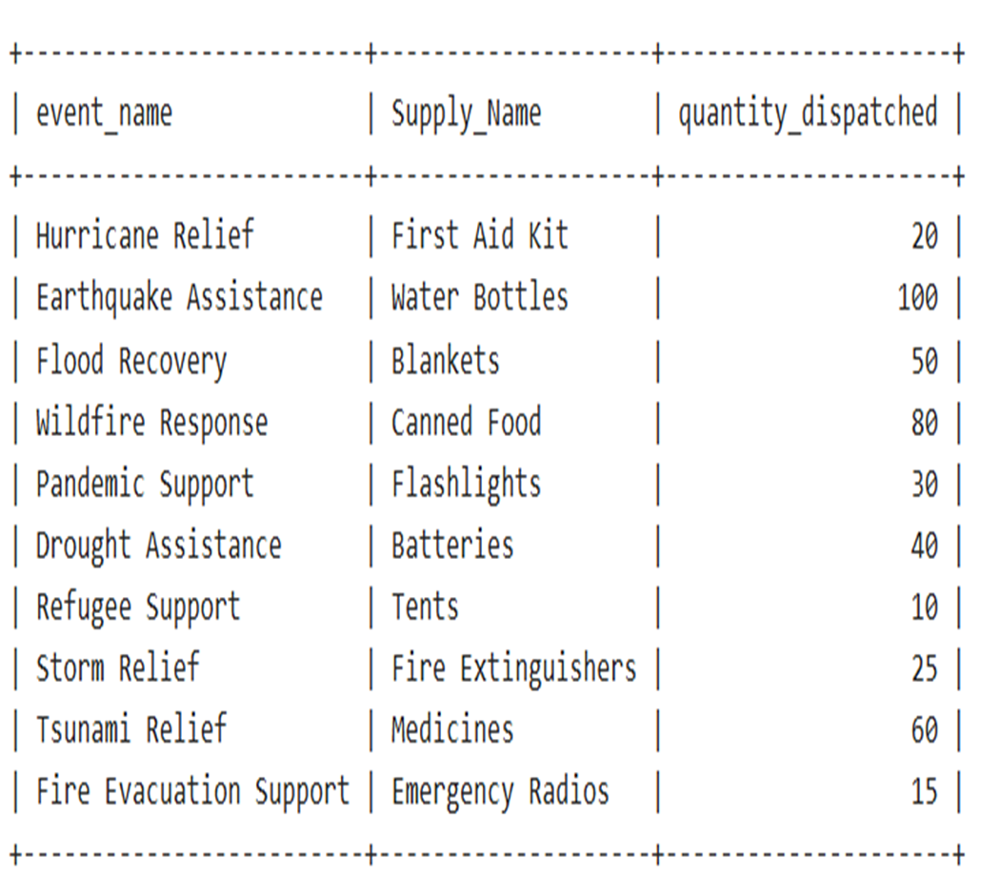 +-------------------------+--------------------+---------------------+
| event_name              | Supply_Name        | quantity_dispatched |
+-------------------------+--------------------+---------------------+
| Hurricane Relief        | First Aid Kit      |                  20 |
| Earthquake Assistance   | Water Bottles      |                 100 |
| Flood Recovery          | Blankets           |                  50 |
| Wildfire Response       | Canned Food        |                  80 |
| Pandemic Support        | Flashlights        |                  30 |
| Drought Assistance      | Batteries          |                  40 |
| Refugee Support         | Tents              |                  10 |
| Storm Relief            | Fire Extinguishers |                  25 |
| Tsunami Relief          | Medicines          |                  60 |
| Fire Evacuation Support | Emergency Radios   |                  15 |
+-------------------------+--------------------+---------------------+